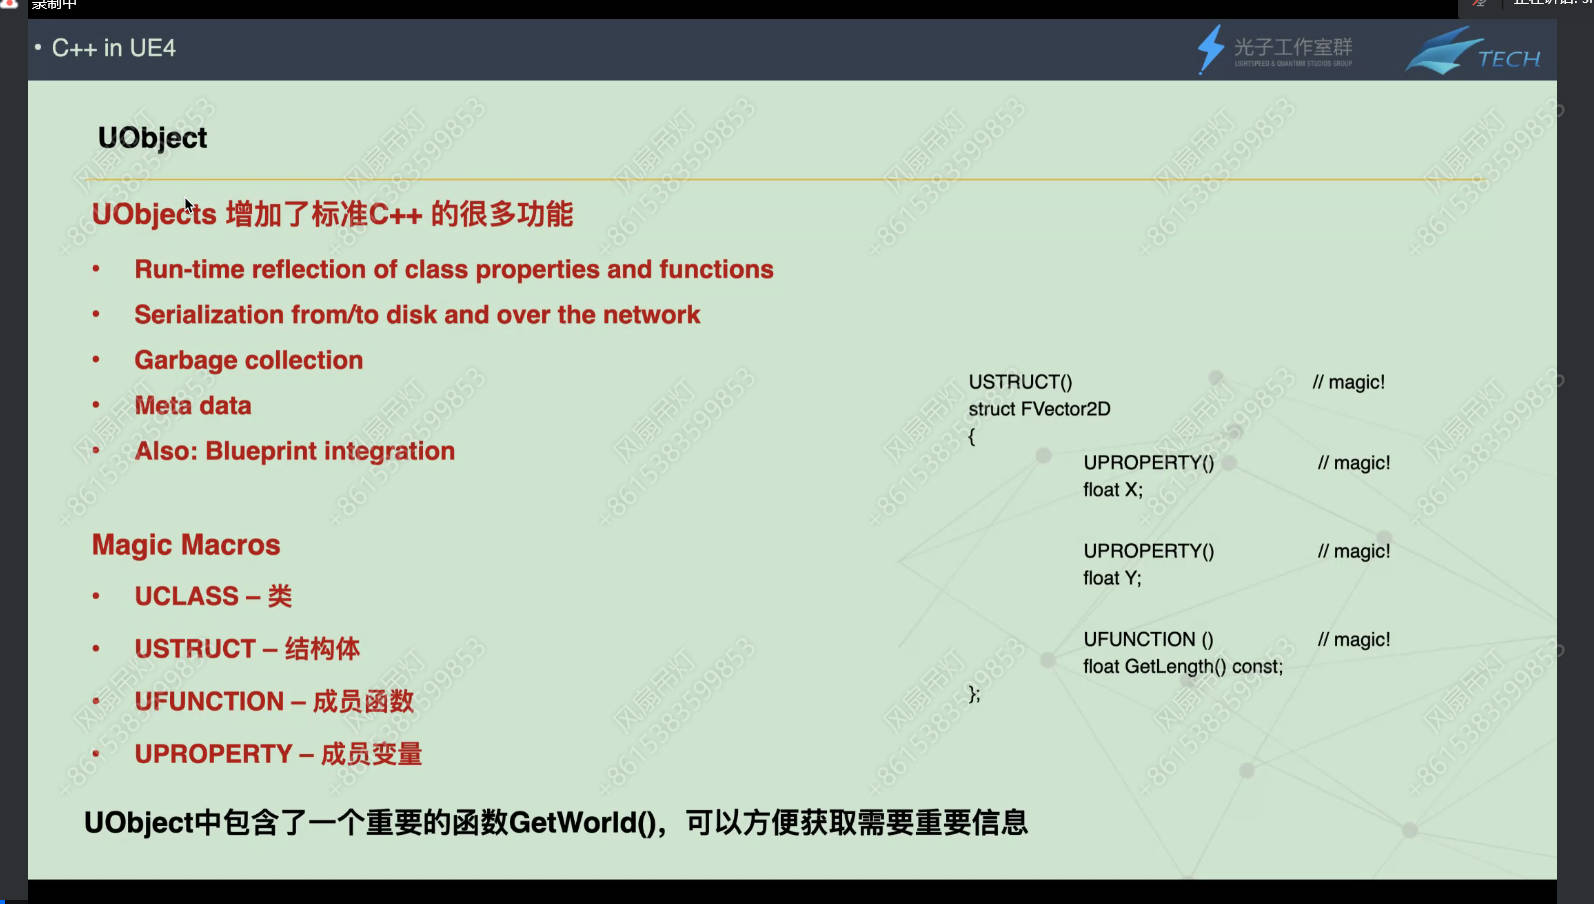 录制中
• C++ in UE4
光子工作室群
LIGHTSPEED & QUANTUM STUDIOS GROUP
TECH
UObject
UObjects 增加了标准C++ 的很多功能
• Run-time reflection of class properties and functions
• Serialization from/to disk and over the network
• Garbage collection
• Meta data
• Also: Blueprint integration
Magic Macros
• UCLASS – 类
• USTRUCT – 结构体
• UFUNCTION – 成员函数
• UPROPERTY – 成员变量
UObject中包含了一个重要的函数GetWorld()，可以方便获取需要重要信息
USTRUCT() // magic!
struct FVector2D
{
UPROPERTY() // magic!
float X;
UPROPERTY() // magic!
float Y;
UFUNCTION () // magic!
float GetLength() const;
};
风扇吊灯
+8615383599853